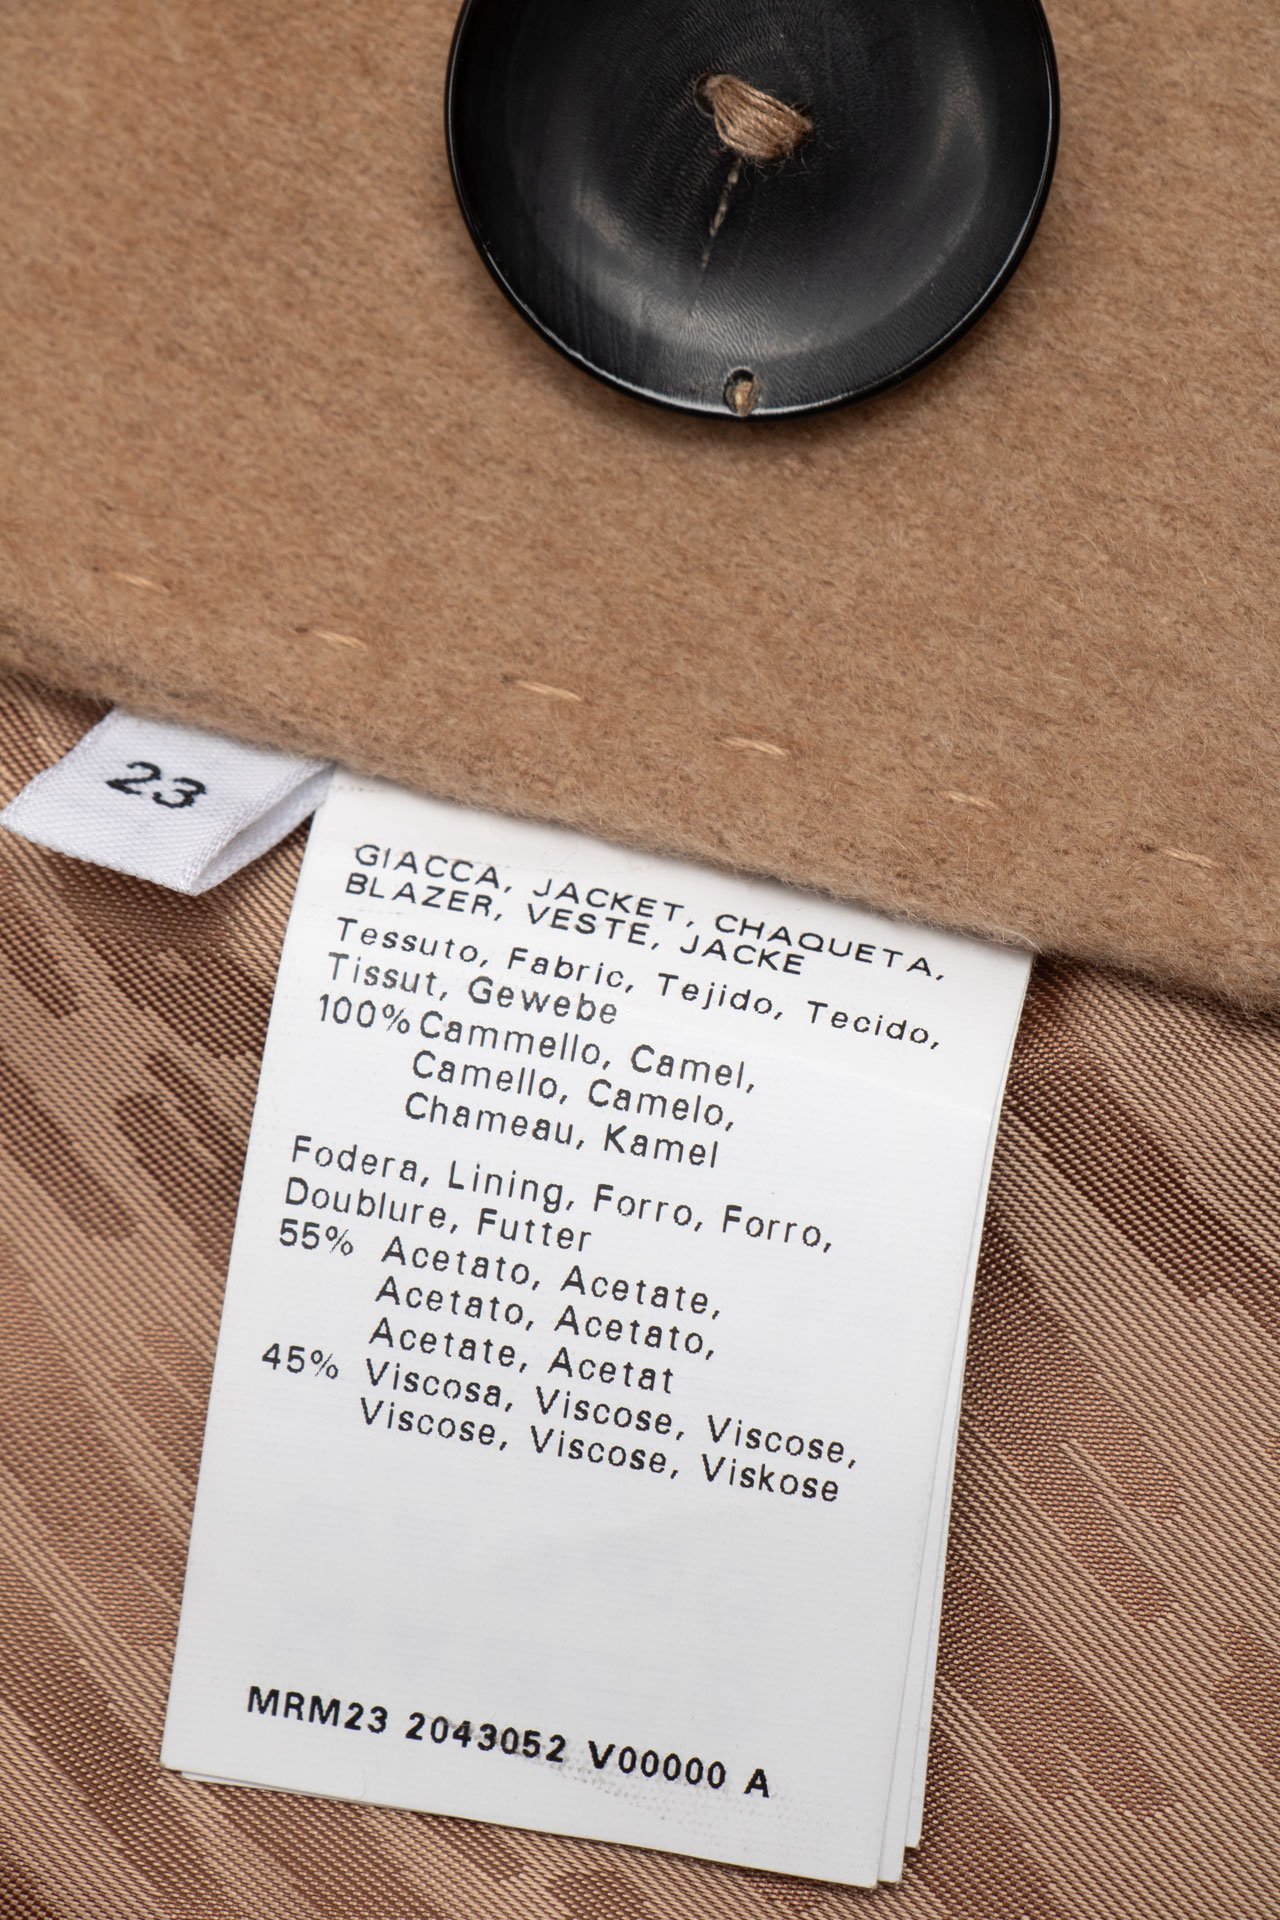 23
GIACCA, JACKET, CHAQUETA,
BLAZER, VESTE, JACKE
Tessuto, Fabric, Tejido, Tecido,
Tissut, Gewebe
100% Cammello, Camel,
Camello, Camelo,
Chameau, Kamel
Fodera, Lining, Forro, Forro,
Doublure, Futter
55% Acetato, Acetate,
Acetato, Acetato,
Acetate, Acetat
45% Viscosa, Viscose, Viscose,
Viscose, Viscose, Viskose
MRM23 2043052 V00000 A